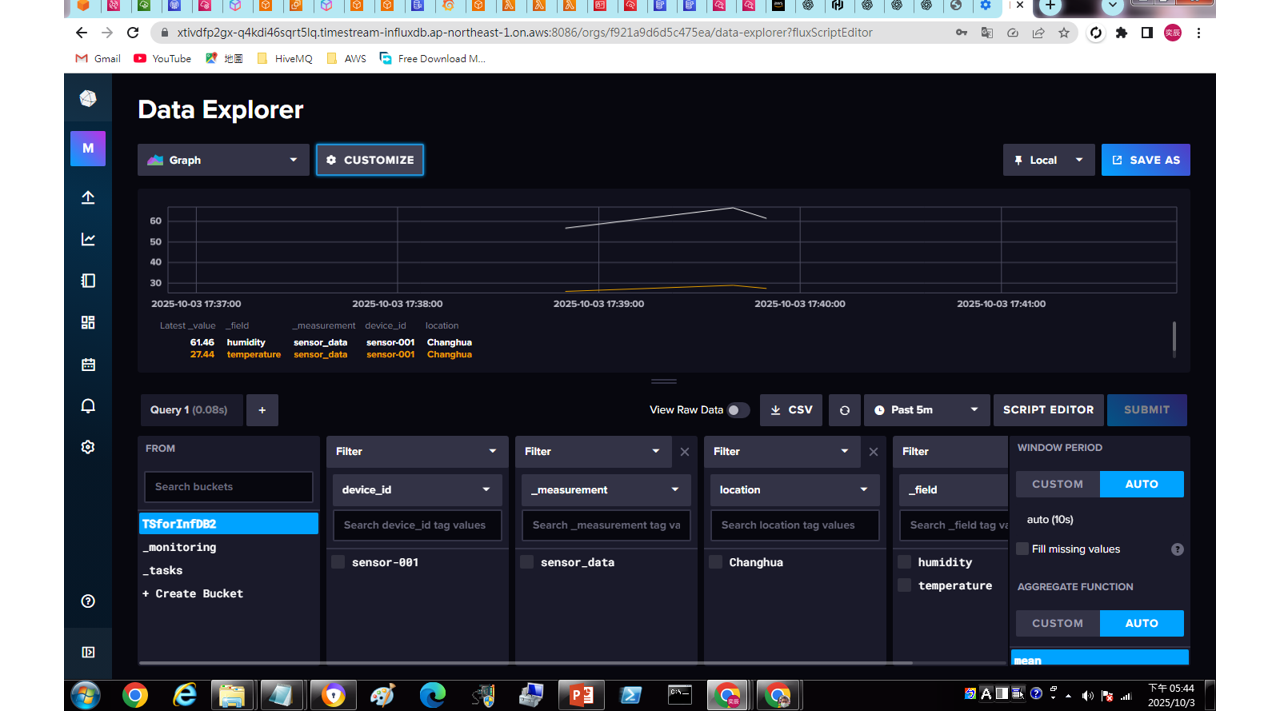 xtivdfp2gx-q4kdi46sqrt5lq.timestream-influxdb.ap-northeast-1.on.aws:8086/orgs/f921a9d6d5c475ea/data-explorer?fluxScriptEditor
Gmail YouTube 地圖 HiveMQ AWS Free Download M...
Data Explorer
M
Graph CUSTOMIZE Local SAVE AS
60
50
40
30
2025-10-03 17:37:00 2025-10-03 17:38:00 2025-10-03 17:39:00 2025-10-03 17:40:00 2025-10-03 17:41:00
Latest _value _field _measurement device_id location
61.46 humidity sensor_data sensor-001 Changhua
27.44 temperature sensor_data sensor-001 Changhua
Query 1 (0.08s) + View Raw Data CSV Past 5m SCRIPT EDITOR SUBMIT
FROM Filter Filter Filter Filter WINDOW PERIOD
Search buckets device_id _measurement location _field CUSTOM AUTO
Search device_id tag values Search _measurement tag va Search location tag values Search _field tag va auto (10s)
TSforInfDB2
_monitoring sensor-001 sensor_data Changhua humidity Fill missing values ?
_tasks temperature AGGREGATE FUNCTION
+ Create Bucket
CUSTOM AUTO
mean
下午 05:44
2025/10/3